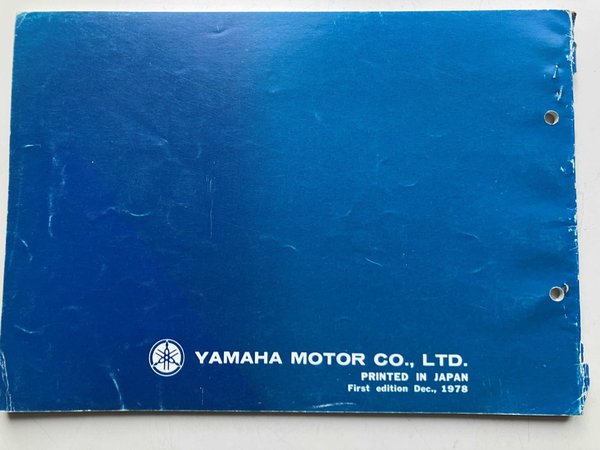 YAMAHA MOTOR CO., LTD.
PRINTED IN JAPAN
First edition Dec., 1978